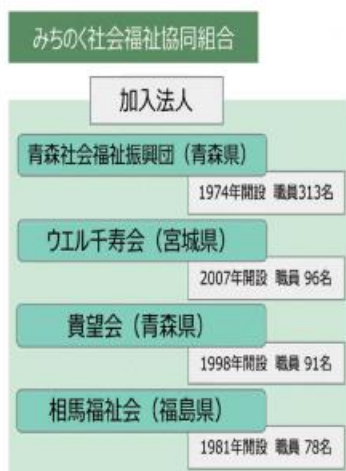 みちのく社会福祉協同組合
加入法人
青森社会福祉振興団（青森県）
1974年開設 職員313名
ウエル千寿会（宮城県）
2007年開設 職員 96名
貴望会（青森県）
1998年開設 職員 91名
相馬福祉会（福島県）
1981年開設 職員 78名